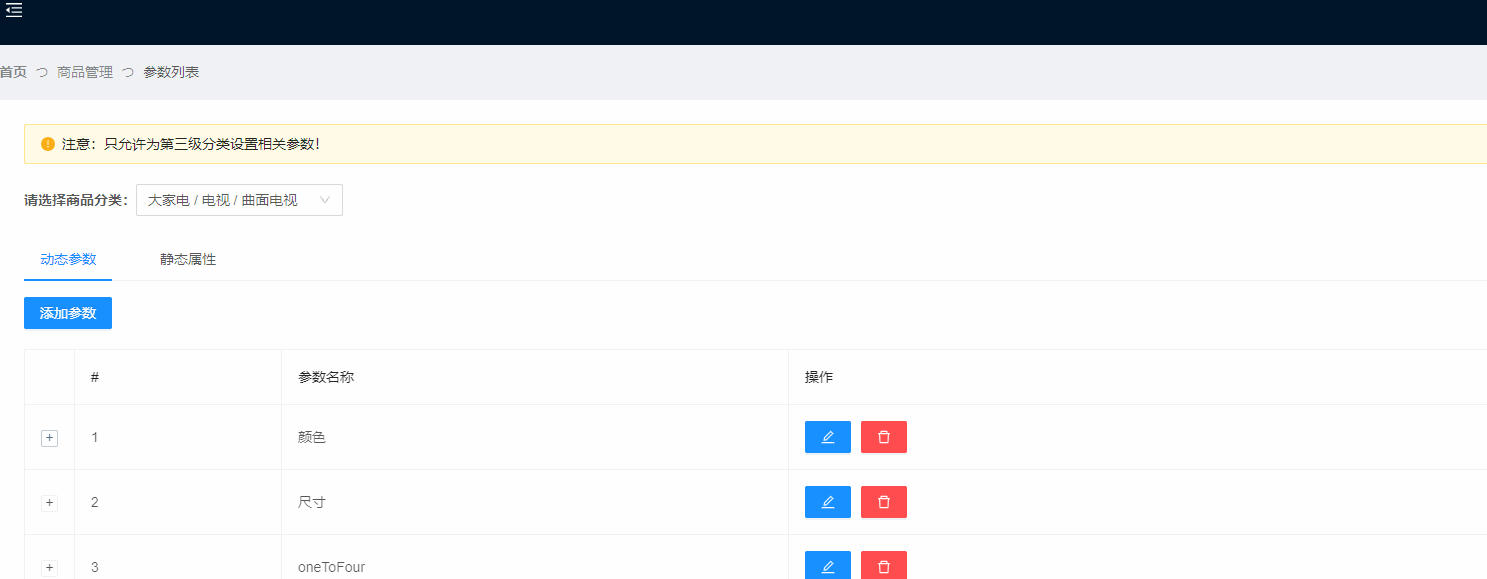 首页 > 商品管理 > 参数列表
注意：只允许为第三级分类设置相关参数！
请选择商品分类： 大家电 / 电视 / 曲面电视
动态参数 静态属性
添加参数
# 参数名称 操作
+ 1 颜色
+ 2 尺寸
+ 3 oneToFour